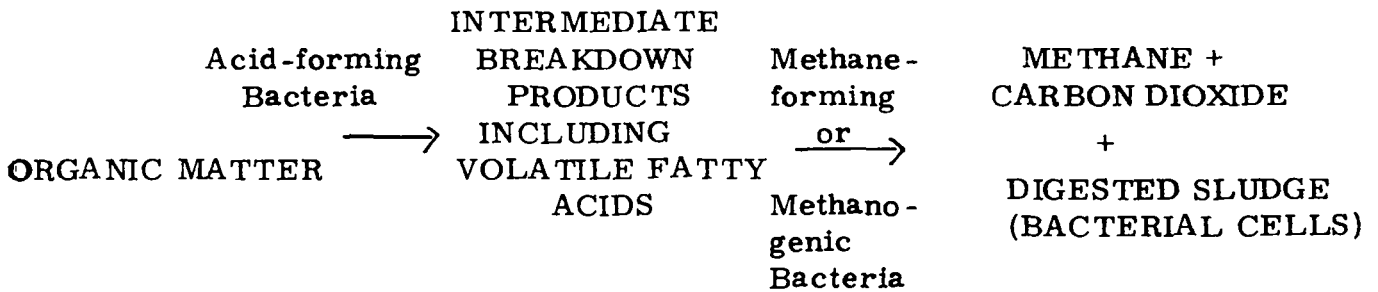 ORGANIC MATTER
Acid-forming
Bacteria
INTERMEDIATE
BREAKDOWN
PRODUCTS
INCLUDING
VOLATILE FATTY
ACIDS
Methane-
forming
or
Methano-
genic
Bacteria
METHANE +
CARBON DIOXIDE
+
DIGESTED SLUDGE
(BACTERIAL CELLS)